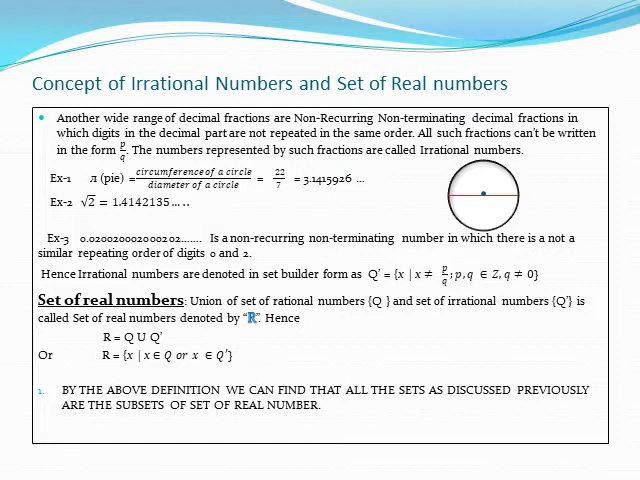 Concept of Irrational Numbers and Set of Real numbers
Another wide range of decimal fractions are Non-Recurring Non-terminating decimal fractions in
which digits in the decimal part are not repeated in the same order. All such fractions can't be written
in the form p/q. The numbers represented by such fractions are called Irrational numbers.
Ex-1 π (pie) = circumference of a circle / diameter of a circle = 22/7 = 3.1415926 ...
Ex-2 √2 = 1.4142135.....
Ex-3 0.020020002000202....... Is a non-recurring non-terminating number in which there is a not a
similar repeating order of digits 0 and 2.
Hence Irrational numbers are denoted in set builder form as Q' = {x | x ≠ p/q ; p, q ∈ Z, q ≠ 0}
Set of real numbers: Union of set of rational numbers {Q } and set of irrational numbers {Q'} is
called Set of real numbers denoted by "ℝ". Hence
R = Q U Q'
Or R = {x | x ∈ Q or x ∈ Q'}
1. BY THE ABOVE DEFINITION WE CAN FIND THAT ALL THE SETS AS DISCUSSED PREVIOUSLY
ARE THE SUBSETS OF SET OF REAL NUMBER.